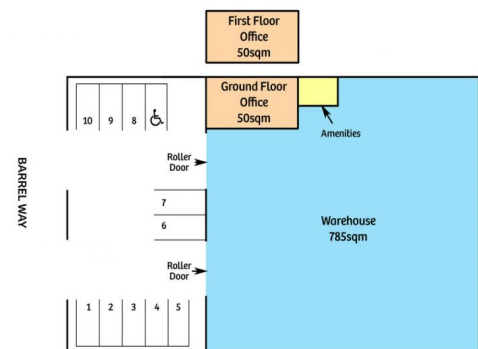 First Floor
Office
50sqm
Ground Floor
Office
50sqm
Amenities
10 9 8
Roller
Door
BARREL WAY
7
6
Warehouse
785sqm
Roller
Door
1 2 3 4 5